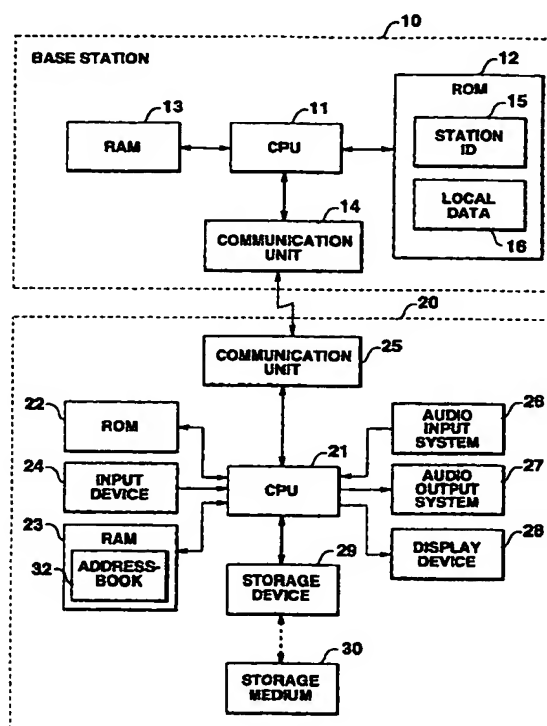 10
BASE STATION
12
ROM
13
11
15
RAM
CPU
STATION
ID
14
LOCAL
DATA
COMMUNICATION
UNIT
16
20
COMMUNICATION
UNIT
25
22
ROM
21
AUDIO
INPUT
SYSTEM
26
24
INPUT
DEVICE
CPU
AUDIO
OUTPUT
SYSTEM
27
23
RAM
32
ADDRESS-
BOOK
29
STORAGE
DEVICE
DISPLAY
DEVICE
28
30
STORAGE
MEDIUM